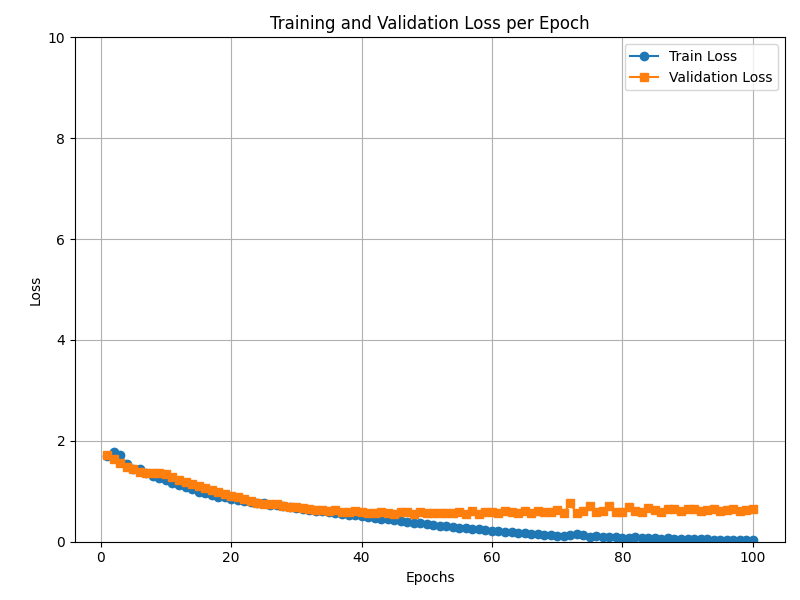 Training and Validation Loss per Epoch
10
8
6
4
2
0
Loss
Train Loss
Validation Loss
0 20 40 60 80 100
Epochs